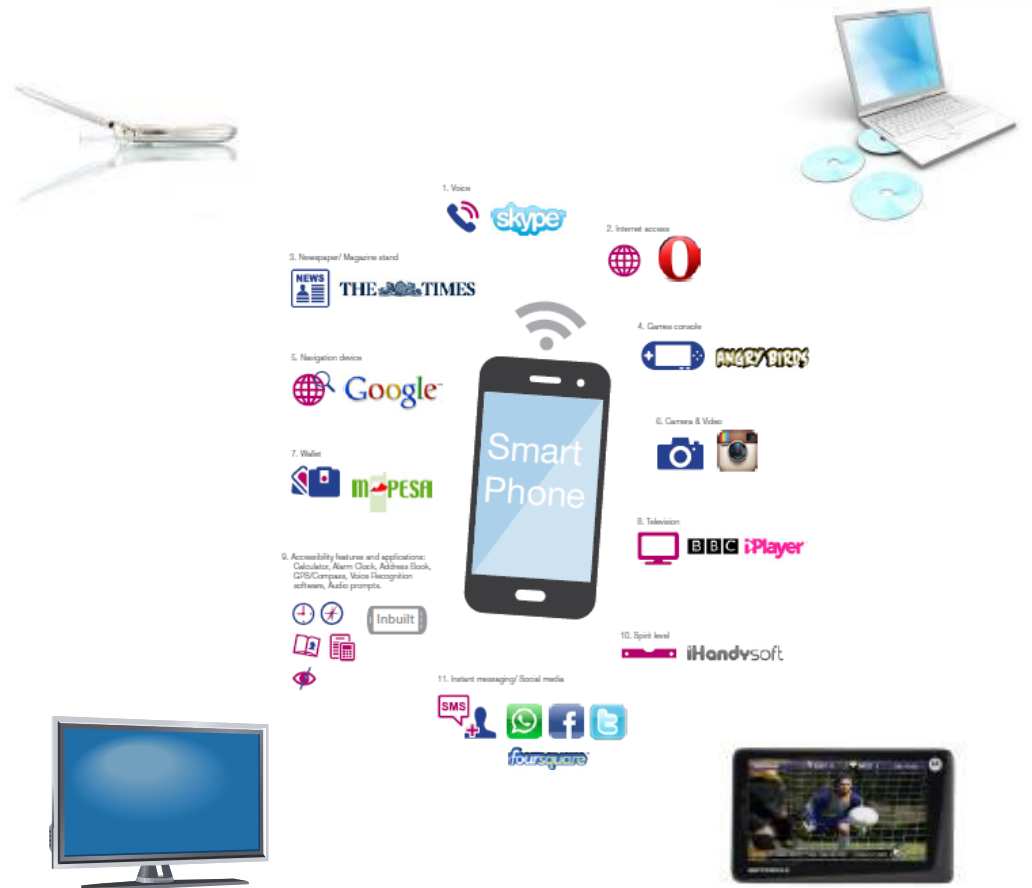 1. Voice
skype
2. Internet access
3. Newspaper/ Magazine stand
NEWS
THE TIMES
4. Games console
ANGRY BIRDS
5. Navigation device
Google
6. Camera & Video
Smart
Phone
7. Wallet
m-PESA
8. Television
BBC iPlayer
9. Accessibility features and applications:
Calculator, Alarm Clock, Address Book,
GPS/Compass, Voice Recognition
software, Audio prompts.
Inbuilt
10. Spirit level
iHandysoft
11. Instant messaging/ Social media
SMS
foursquare
MOTOROLA